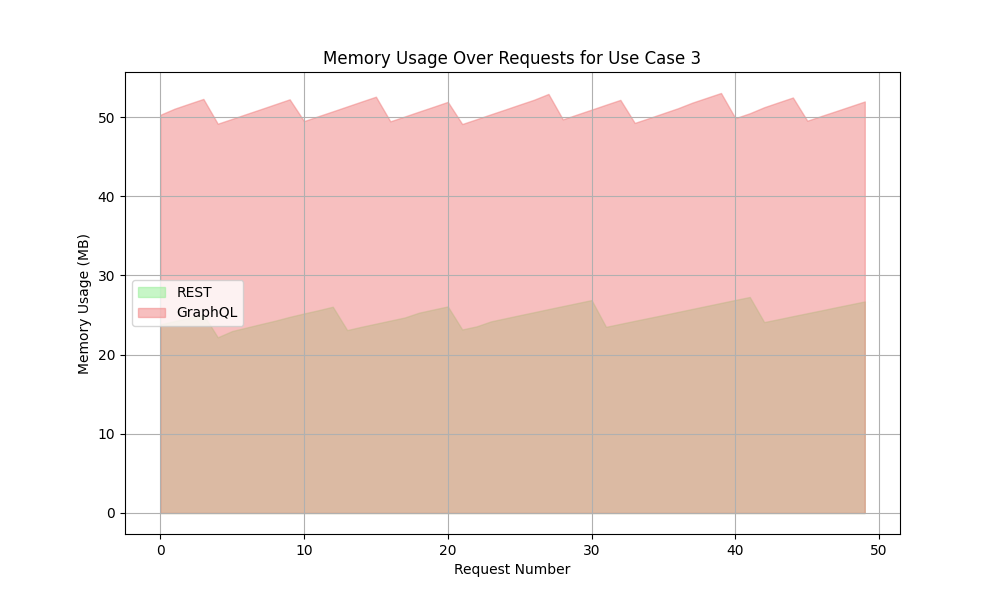 Memory Usage Over Requests for Use Case 3
Memory Usage (MB)
50
40
30
20
10
0
REST
GraphQL
0 10 20 30 40 50
Request Number